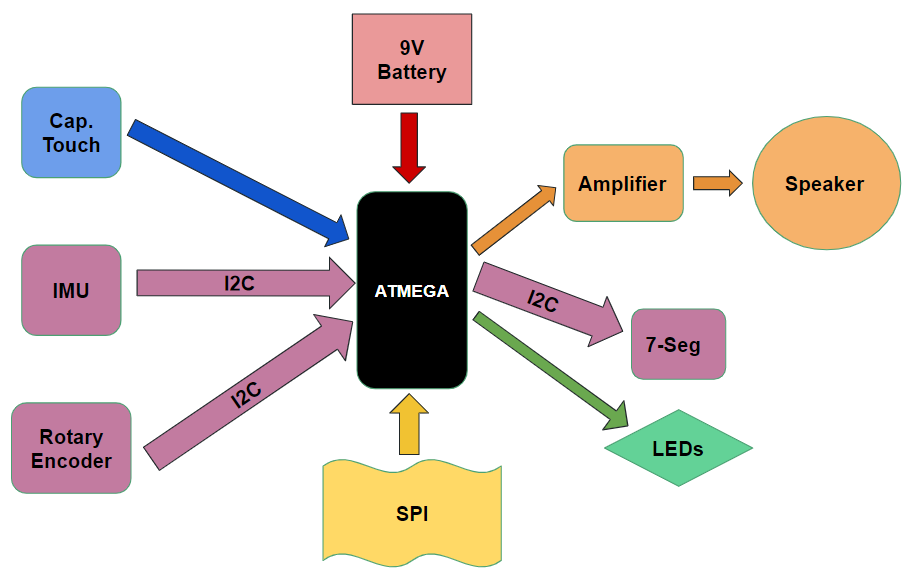 9V
Battery
Cap.
Touch
Amplifier
Speaker
IMU
I2C
ATMEGA
I2C
7-Seg
I2C
Rotary
Encoder
LEDs
SPI